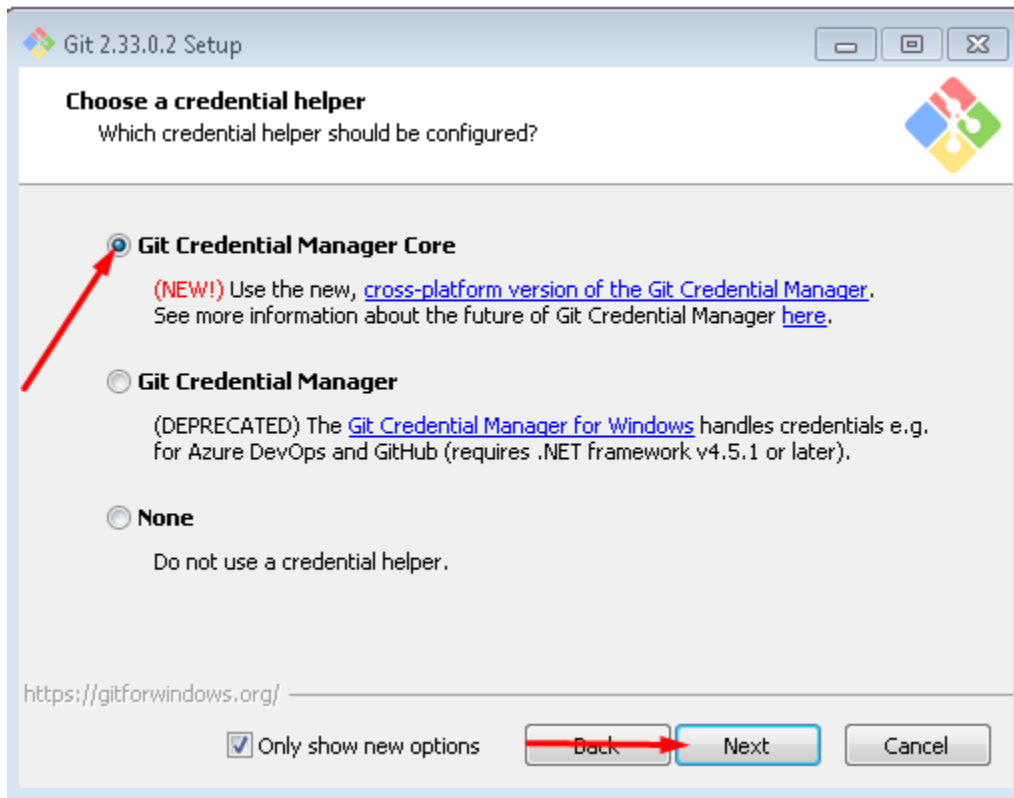 Git 2.33.0.2 Setup
Choose a credential helper
Which credential helper should be configured?
Git Credential Manager Core
(NEW!) Use the new, cross-platform version of the Git Credential Manager.
See more information about the future of Git Credential Manager here.
Git Credential Manager
(DEPRECATED) The Git Credential Manager for Windows handles credentials e.g.
for Azure DevOps and GitHub (requires .NET framework v4.5.1 or later).
None
Do not use a credential helper.
https://gitforwindows.org/
Only show new options
Back
Next
Cancel